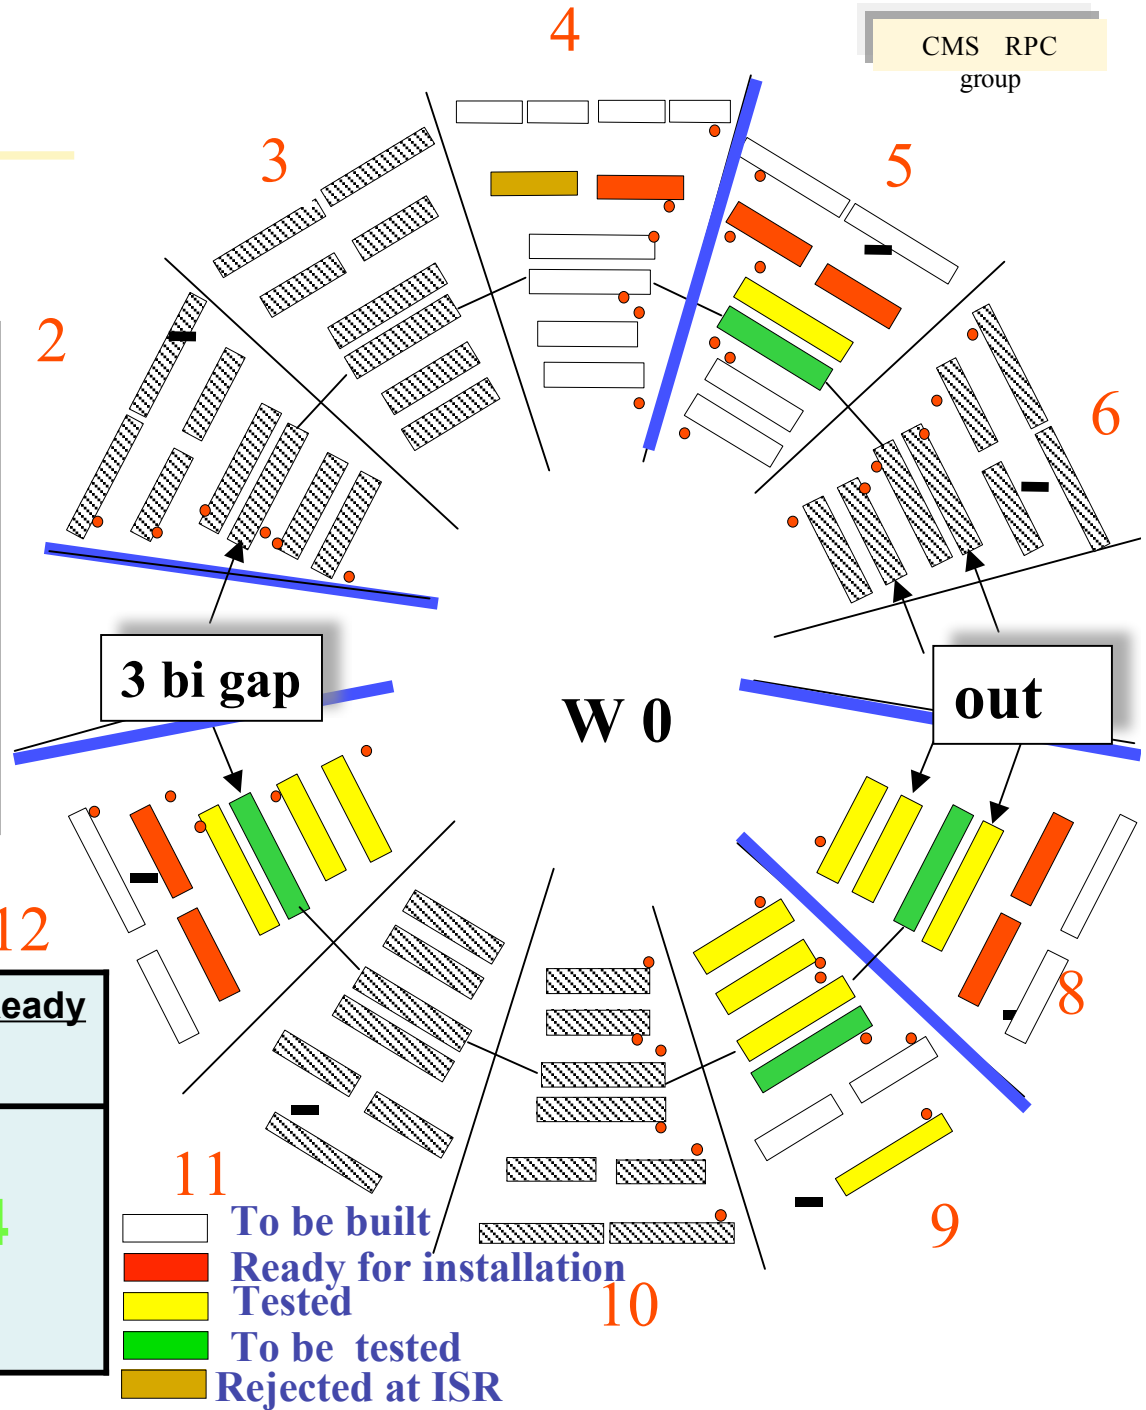 4
CMS RPC
group
3
5
2
6
3 bi gap
W 0
out
12
8
11
9
10
To be built
Ready for installation
Tested
To be tested
Rejected at ISR